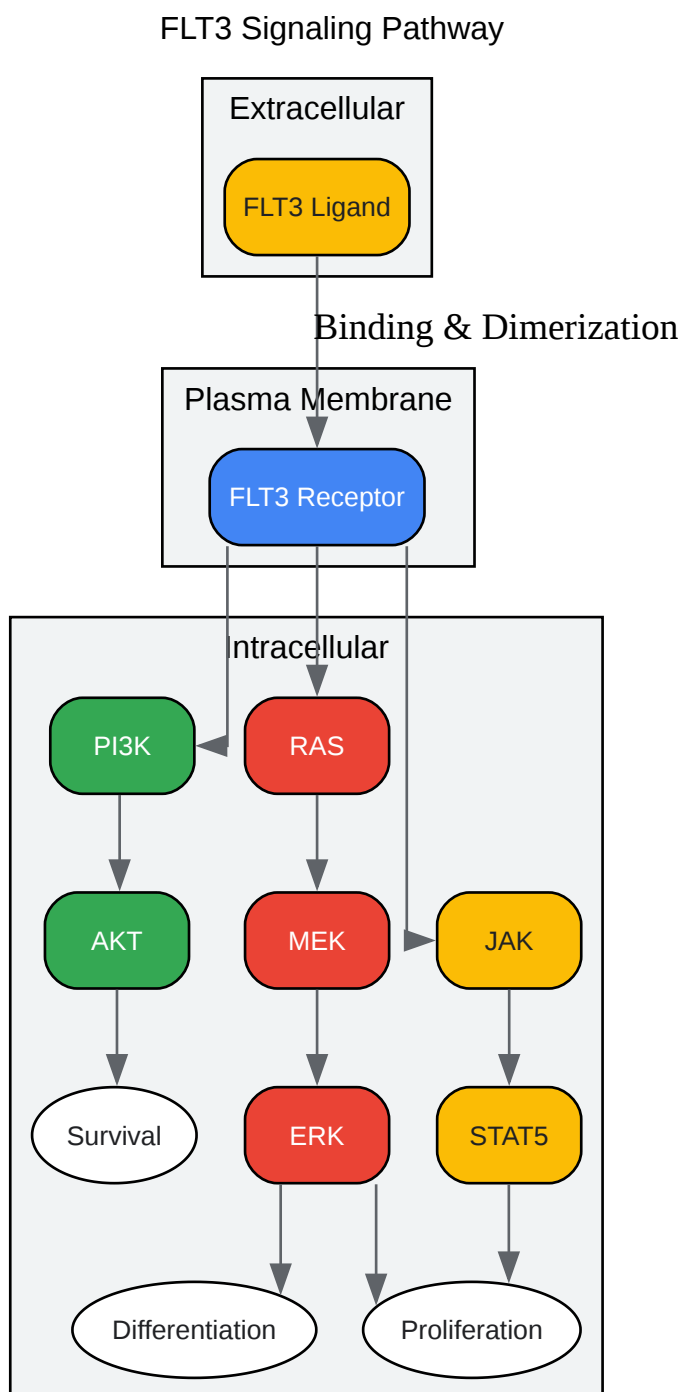 FLT3 Signaling Pathway
Extracellular
FLT3 Ligand
Binding & Dimerization
Plasma Membrane
FLT3 Receptor
Intracellular
PI3K
RAS
AKT
MEK
JAK
Survival
ERK
STAT5
Differentiation
Proliferation